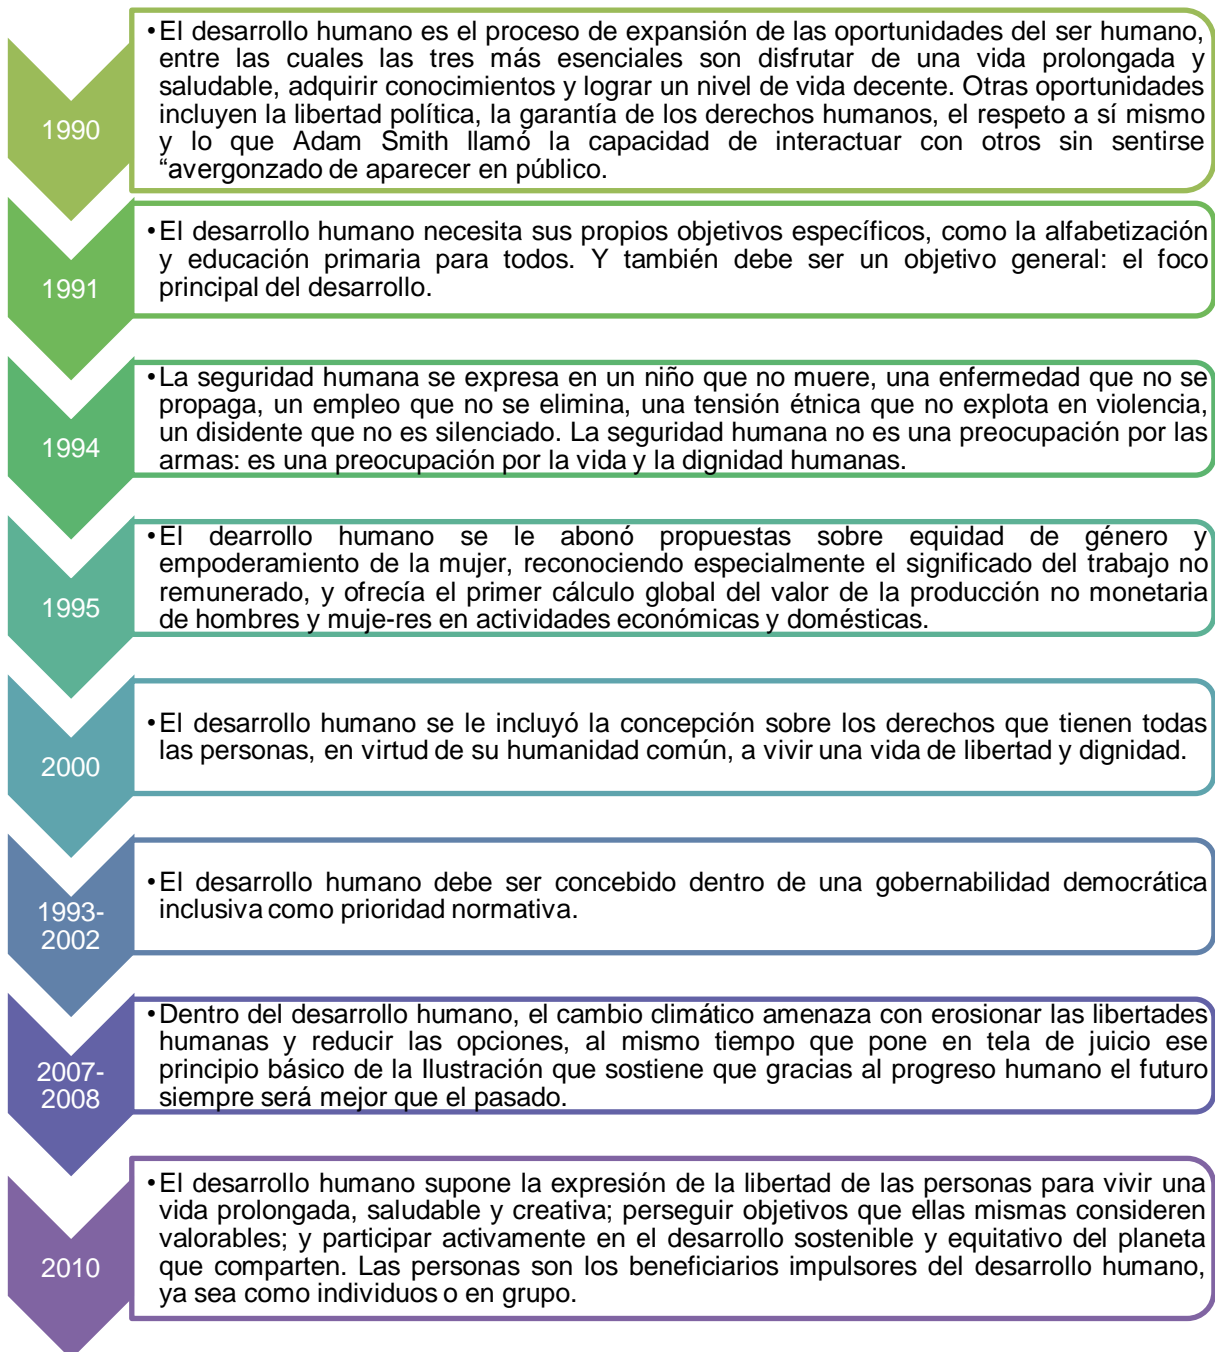 1990
•El desarrollo humano es el proceso de expansión de las oportunidades del ser humano,
entre las cuales las tres más esenciales son disfrutar de una vida prolongada y
saludable, adquirir conocimientos y lograr un nivel de vida decente. Otras oportunidades
incluyen la libertad política, la garantía de los derechos humanos, el respeto a sí mismo
y lo que Adam Smith llamó la capacidad de interactuar con otros sin sentirse
“avergonzado de aparecer en público.
1991
•El desarrollo humano necesita sus propios objetivos específicos, como la alfabetización
y educación primaria para todos. Y también debe ser un objetivo general: el foco
principal del desarrollo.
1994
•La seguridad humana se expresa en un niño que no muere, una enfermedad que no se
propaga, un empleo que no se elimina, una tensión étnica que no explota en violencia,
un disidente que no es silenciado. La seguridad humana no es una preocupación por las
armas: es una preocupación por la vida y la dignidad humanas.
1995
•El dearrollo humano se le abonó propuestas sobre equidad de género y
empoderamiento de la mujer, reconociendo especialmente el significado del trabajo no
remunerado, y ofrecía el primer cálculo global del valor de la producción no monetaria
de hombres y muje-res en actividades económicas y domésticas.
2000
•El desarrollo humano se le incluyó la concepción sobre los derechos que tienen todas
las personas, en virtud de su humanidad común, a vivir una vida de libertad y dignidad.
1993-
2002
•El desarrollo humano debe ser concebido dentro de una gobernabilidad democrática
inclusiva como prioridad normativa.
2007-
2008
•Dentro del desarrollo humano, el cambio climático amenaza con erosionar las libertades
humanas y reducir las opciones, al mismo tiempo que pone en tela de juicio ese
principio básico de la Ilustración que sostiene que gracias al progreso humano el futuro
siempre será mejor que el pasado.
2010
•El desarrollo humano supone la expresión de la libertad de las personas para vivir una
vida prolongada, saludable y creativa; perseguir objetivos que ellas mismas consideren
valorables; y participar activamente en el desarrollo sostenible y equitativo del planeta
que comparten. Las personas son los beneficiarios impulsores del desarrollo humano,
ya sea como individuos o en grupo.